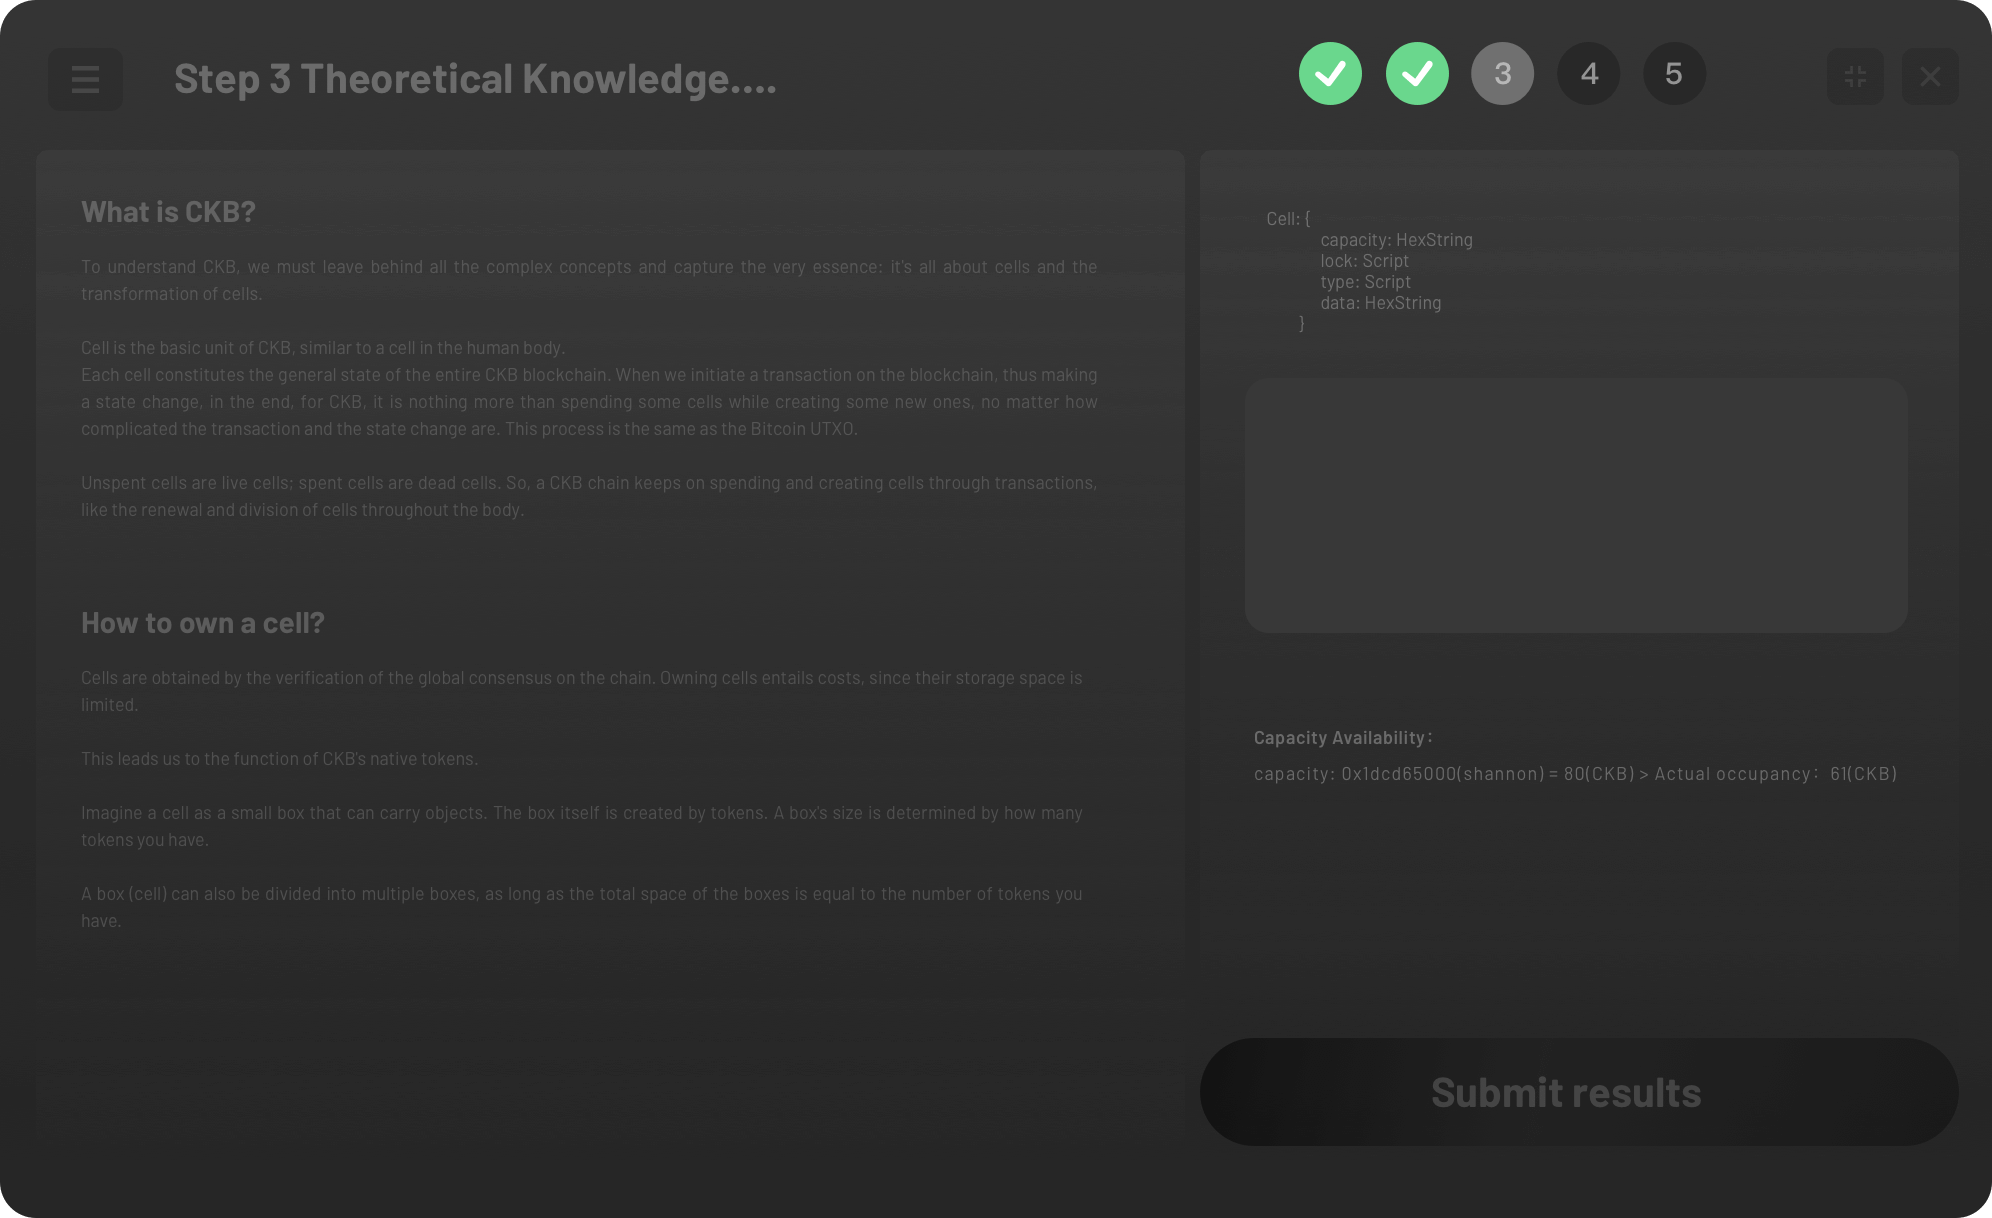 Step 3 Theoretical Knowledge....
3 4 5
What is CKB?
To understand CKB, we must leave behind all the complex concepts and capture the very essence: it's all about cells and the
transformation of cells.
Cell is the basic unit of CKB, similar to a cell in the human body.
Each cell constitutes the general state of the entire CKB blockchain. When we initiate a transaction on the blockchain, thus making
a state change, in the end, for CKB, it is nothing more than spending some cells while creating some new ones, no matter how
complicated the transaction and the state change are. This process is the same as the Bitcoin UTXO.
Unspent cells are live cells; spent cells are dead cells. So, a CKB chain keeps on spending and creating cells through transactions,
like the renewal and division of cells throughout the body.
How to own a cell?
Cells are obtained by the verification of the global consensus on the chain. Owning cells entails costs, since their storage space is
limited.
This leads us to the function of CKB's native tokens.
Imagine a cell as a small box that can carry objects. The box itself is created by tokens. A box's size is determined by how many
tokens you have.
A box (cell) can also be divided into multiple boxes, as long as the total space of the boxes is equal to the number of tokens you
have.
Cell: {
capacity: HexString
lock: Script
type: Script
data: HexString
}
Capacity Availability：
capacity: 0x1dcd65000(shannon) = 80(CKB) > Actual occupancy：61(CKB)
Submit results